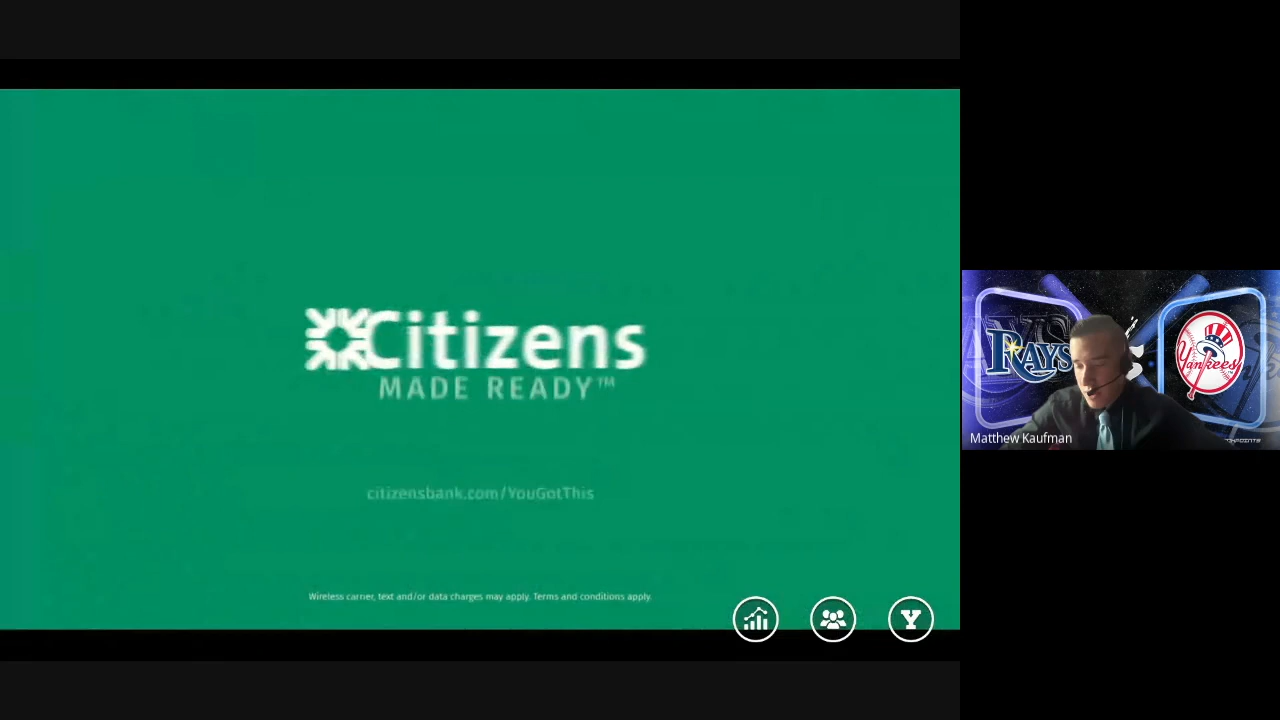 Citizens
MADE READY™
citizensbank.com/YouGotThis
Wireless carrier, text and/or data charges may apply. Terms and conditions apply.
Y
RAYS
Yankees
Matthew Kaufman